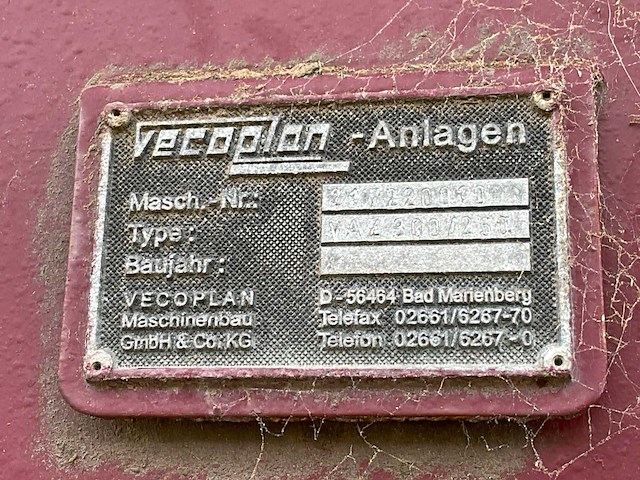 Vecoplan -Anlagen
Masch.-Nr.:
Type:
Baujahr:
VECOPLAN D-56464 Bad Marienberg
Maschinenbau Telefax 02661/6267-70
GmbH & Co. KG Telefon 02661/6267-0